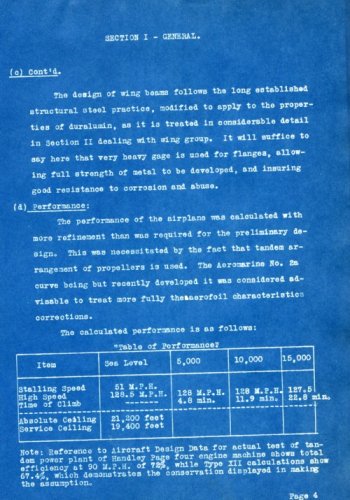 SECTION I - GENERAL.
(c) Cont'd.
The design of wing beams follows the long established
structural steel practice, modified to apply to the proper-
ties of duralumin, as it is treated in considerable detail
in Section II dealing with wing group. It will suffice to
say here that very heavy gage is used for flanges, allow-
ing full strength of metal to be developed, and insuring
good resistance to corrosion and abuse.
(d) Performance:
The performance of the airplane was calculated with
more refinement than was required for the preliminary de-
sign. This was necessitated by the fact that tandem ar-
rangement of propellers is used. The Aeromarine No. 2a
curve being but recently developed it was considered ad-
visable to treat more fully theaerofoil characteristics
corrections.
The calculated performance is as follows:
"Table of Performance"
Item Sea Level 5,000 10,000 15,000
Stalling Speed 51 M.P.H.
High Speed 128.5 M.P.H. 128 M.P.H. 128 M.P.H. 127.5
Time of Climb 4.8 min. 11.9 min. 22.8 min.
Absolute Ceiling 21,200 feet
Service Ceiling 19,400 feet
Note: Reference to Aircraft Design Data for actual test of tan-
dem power plant of Handley Page four engine machine shows total
efficiency at 90 M.P.H. of 72%, while Type XII calculations show
67.4%, which demonstrates the conservation displayed in making
the assumption.
Page 4